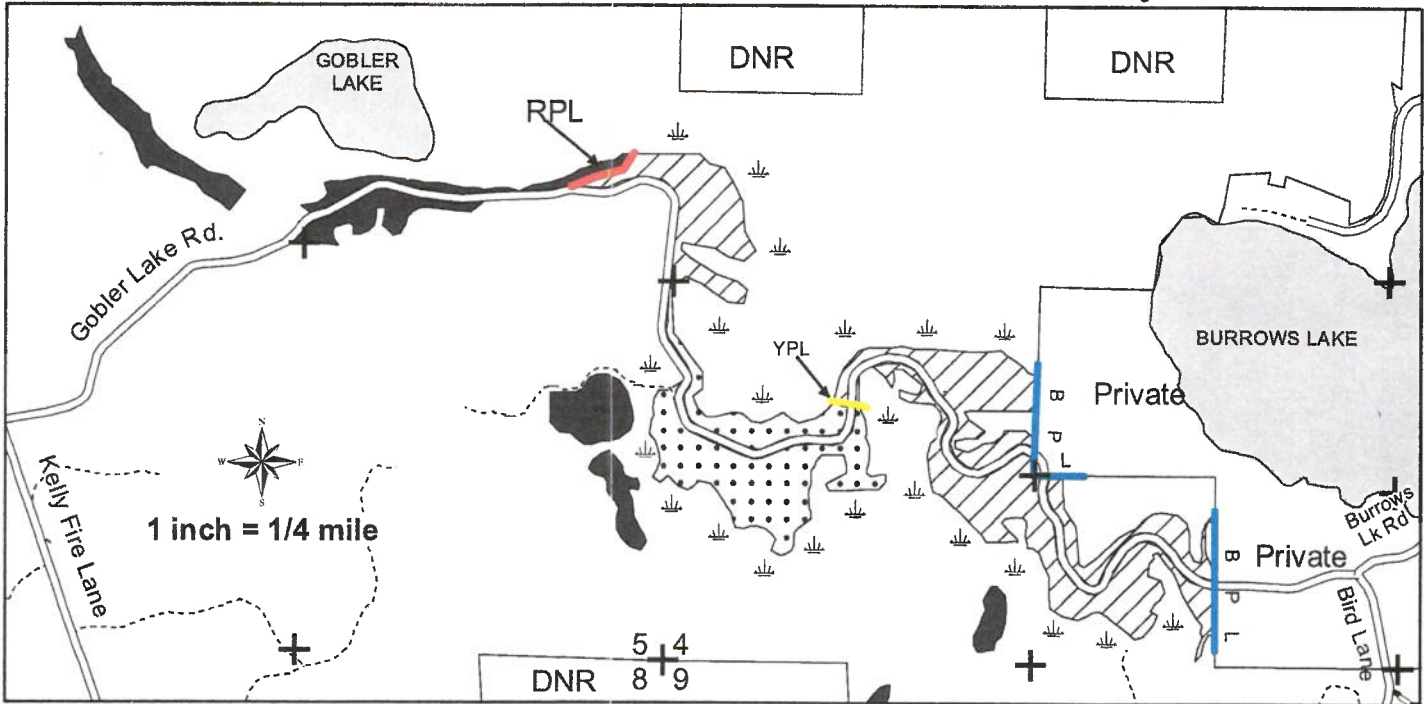 GOBLER
LAKE
DNR
DNR
RPL
Gobler Lake Rd.
YPL
BURROWS LAKE
B
Private
P
L
N
W
E
S
1 inch = 1/4 mile
Kelly Fire Lane
Burrows
Lk Rd
B
Private
P
L
Bird Lane
5 4
DNR 8 9